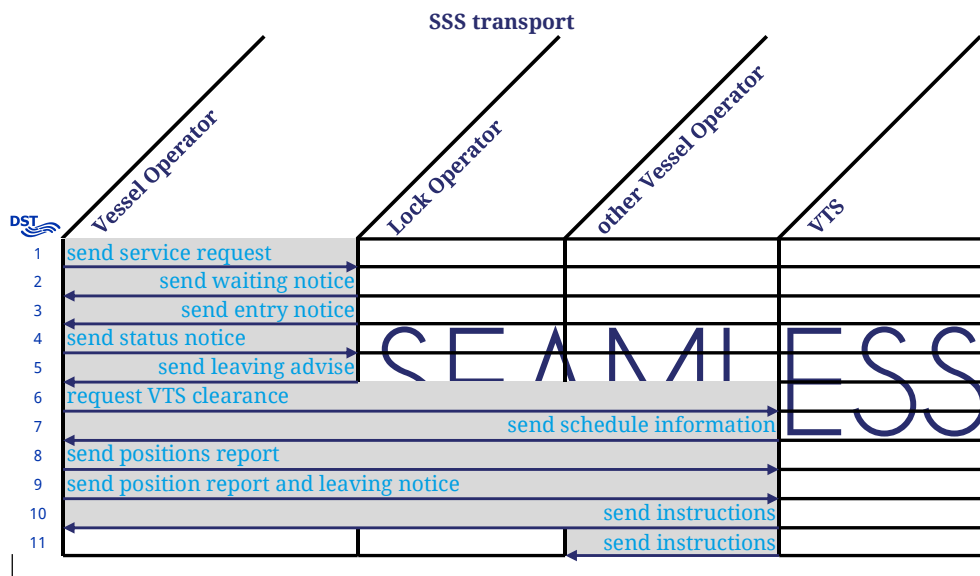 SSS transport
Vessel Operator
Lock Operator
other Vessel Operator
VTS
DST
1 send service request
2 send waiting notice
3 send entry notice
4 send status notice
5 send leaving advise
6 request VTS clearance
7 send schedule information
8 send positions report
9 send position report and leaving notice
10 send instructions
11 send instructions
SEAMLESS